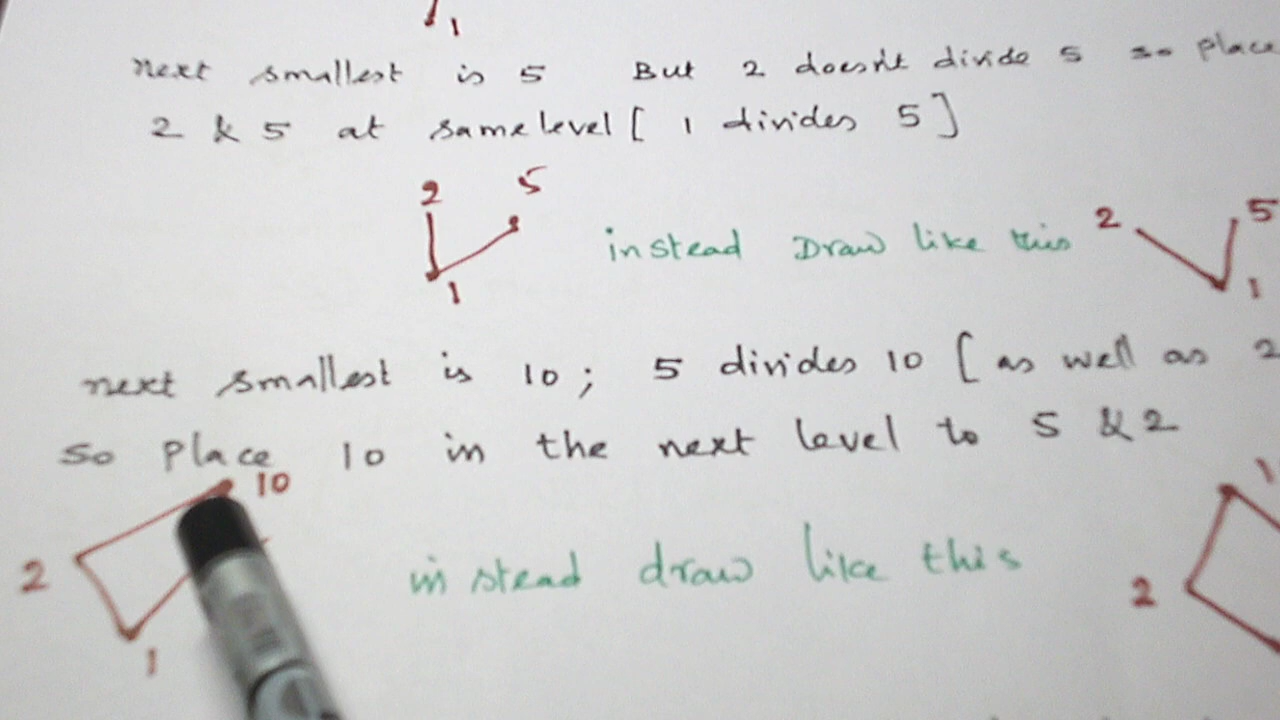 1
next smallest is 5 But 2 doesn't divide 5 so place
2 & 5 at same level [ 1 divides 5 ]
2 5
1
instead Draw like this
2 5
1
next smallest is 10 ; 5 divides 10 [ as well as 2
so place 10 in the next level to 5 & 2
10
2
1
instead draw like this
1
2